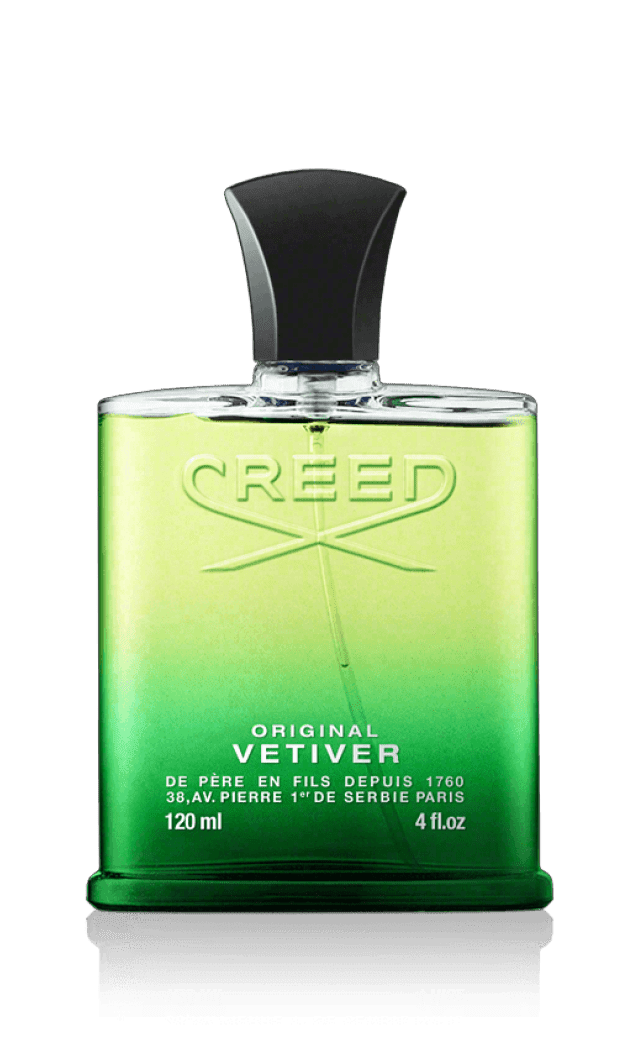 CREED
ORIGINAL
VETIVER
DE PÈRE EN FILS DEPUIS 1760
38,AV. PIERRE 1er DE SERBIE PARIS
120 ml 4 fl.oz